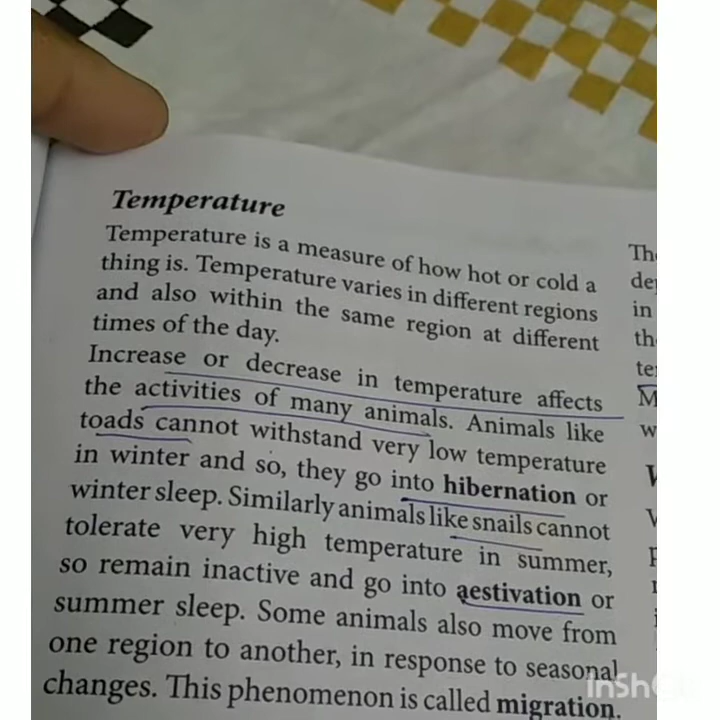 Temperature
Temperature is a measure of how hot or cold a
thing is. Temperature varies in different regions
and also within the same region at different
times of the day.
Increase or decrease in temperature affects
the activities of many animals. Animals like
toads cannot withstand very low temperature
in winter and so, they go into hibernation or
winter sleep. Similarly animals like snails cannot
tolerate very high temperature in summer,
so remain inactive and go into aestivation or
summer sleep. Some animals also move from
one region to another, in response to seasonal
changes. This phenomenon is called migration.
in